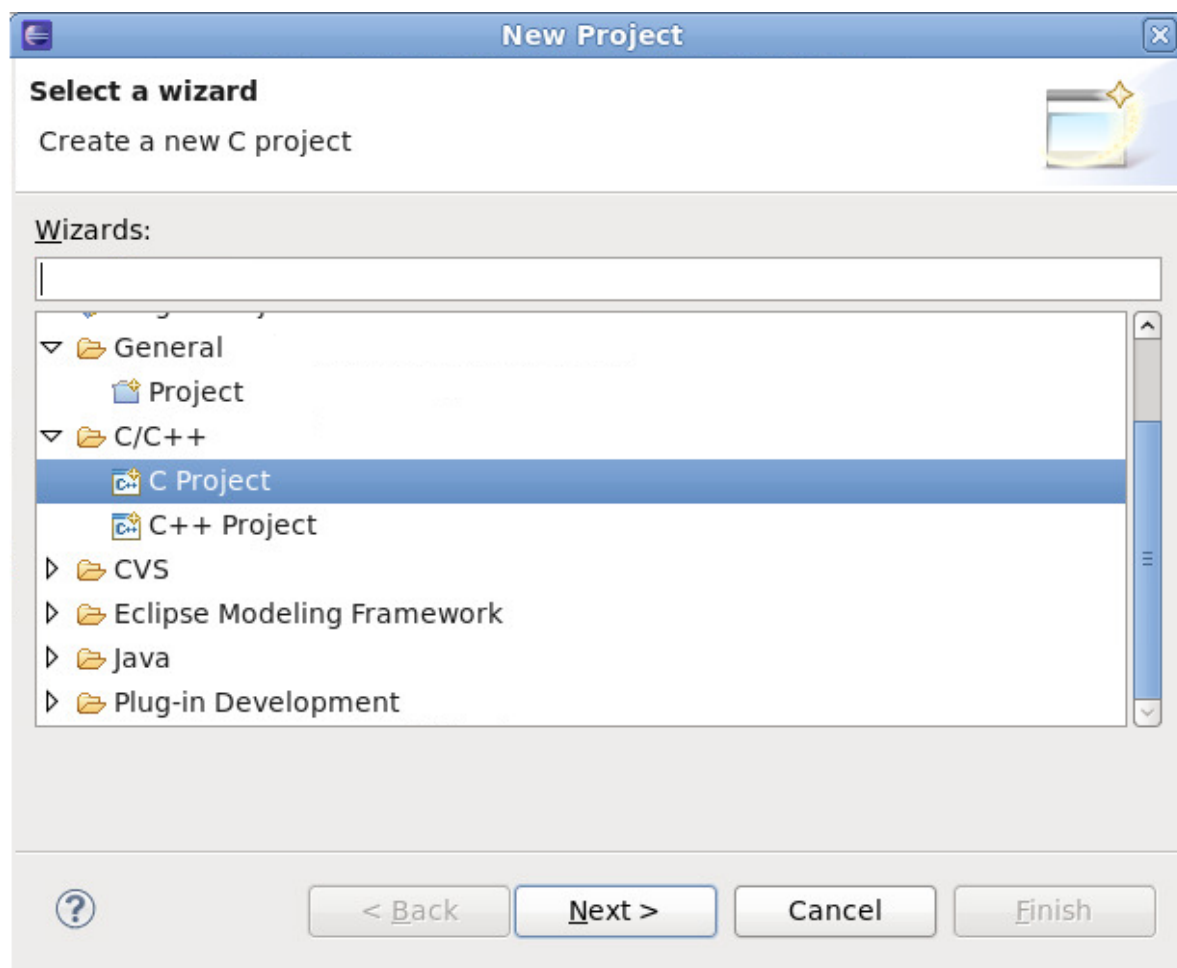 New Project
Select a wizard
Create a new C project
Wizards:
General
Project
C/C++
C Project
C++ Project
CVS
Eclipse Modeling Framework
Java
Plug-in Development
< Back Next > Cancel Finish